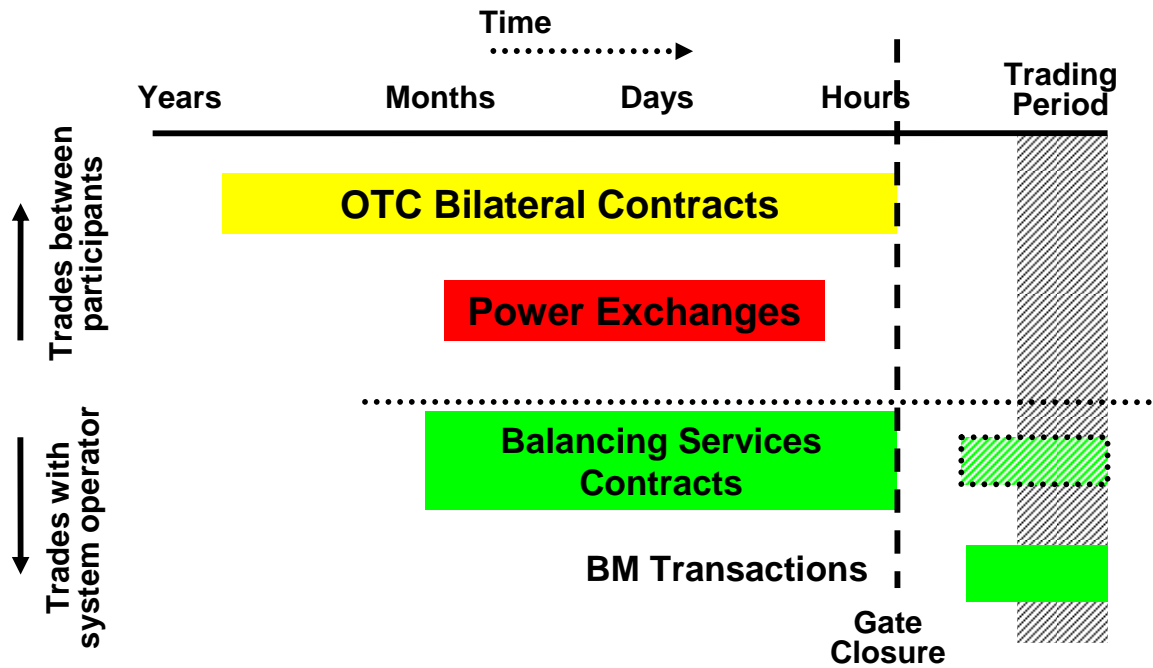 Time
Years
Months
Days
Hours
Trading
Period
Trades between
participants
OTC Bilateral Contracts
Power Exchanges
Trades with
system operator
Balancing Services
Contracts
BM Transactions
Gate
Closure